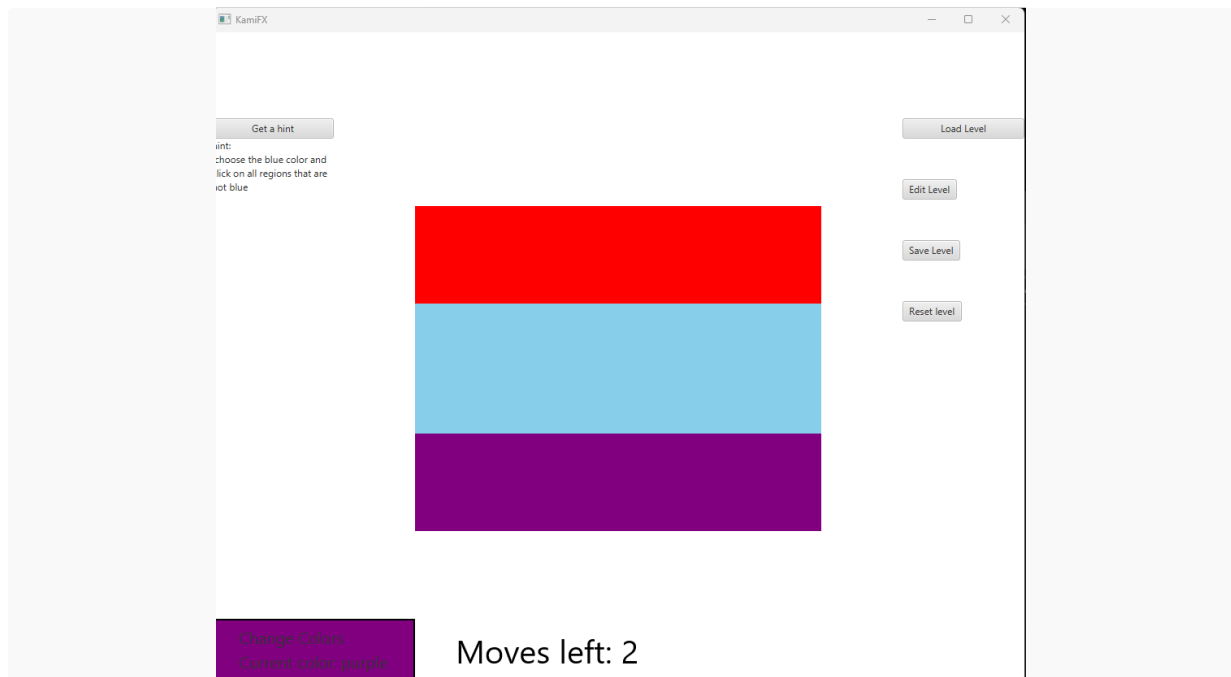 KamiFX
Get a hint
hint:
choose the blue color and
click on all regions that are
not blue
Load Level
Edit Level
Save Level
Reset level
Change Colors
Current color: purple
Moves left: 2